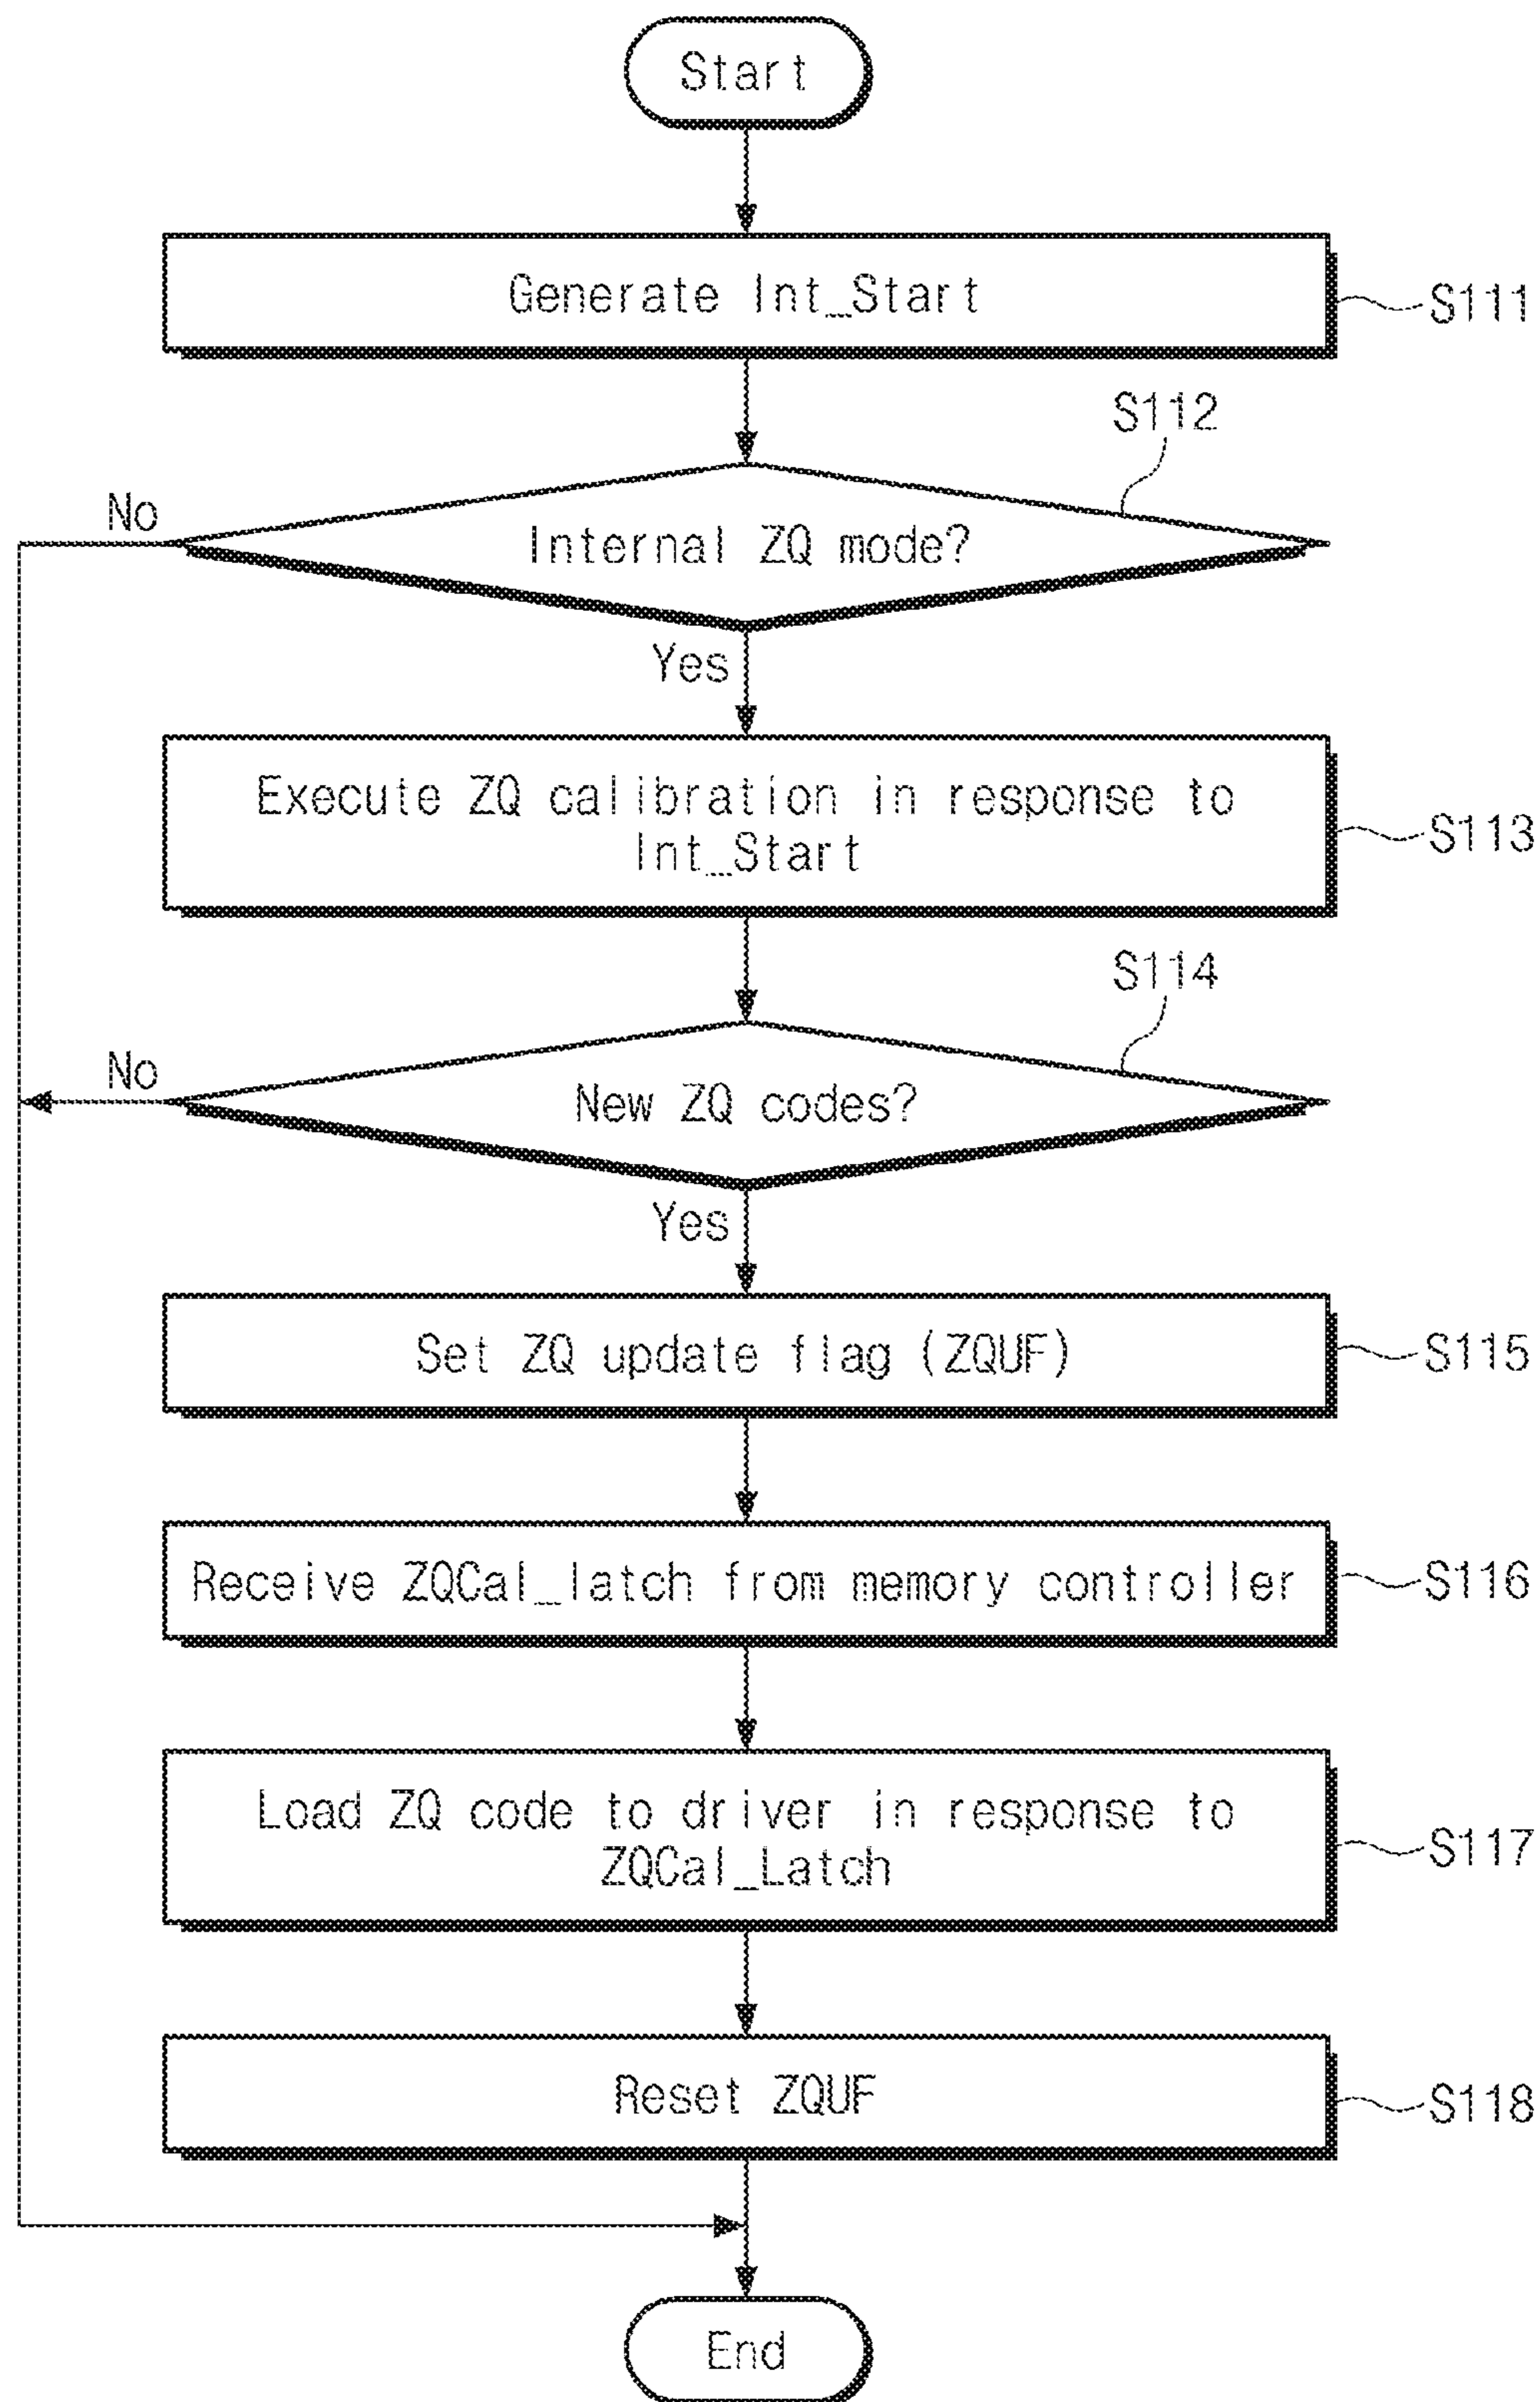 Start
Generate Int_Start
S111
S112
No
Internal ZQ mode?
Yes
Execute ZQ calibration in response to
Int_Start
S113
S114
No
New ZQ codes?
Yes
Set ZQ update flag (ZQUF)
S115
Receive ZQCal_latch from memory controller
S116
Load ZQ code to driver in response to
ZQCal_Latch
S117
Reset ZQUF
S118
End